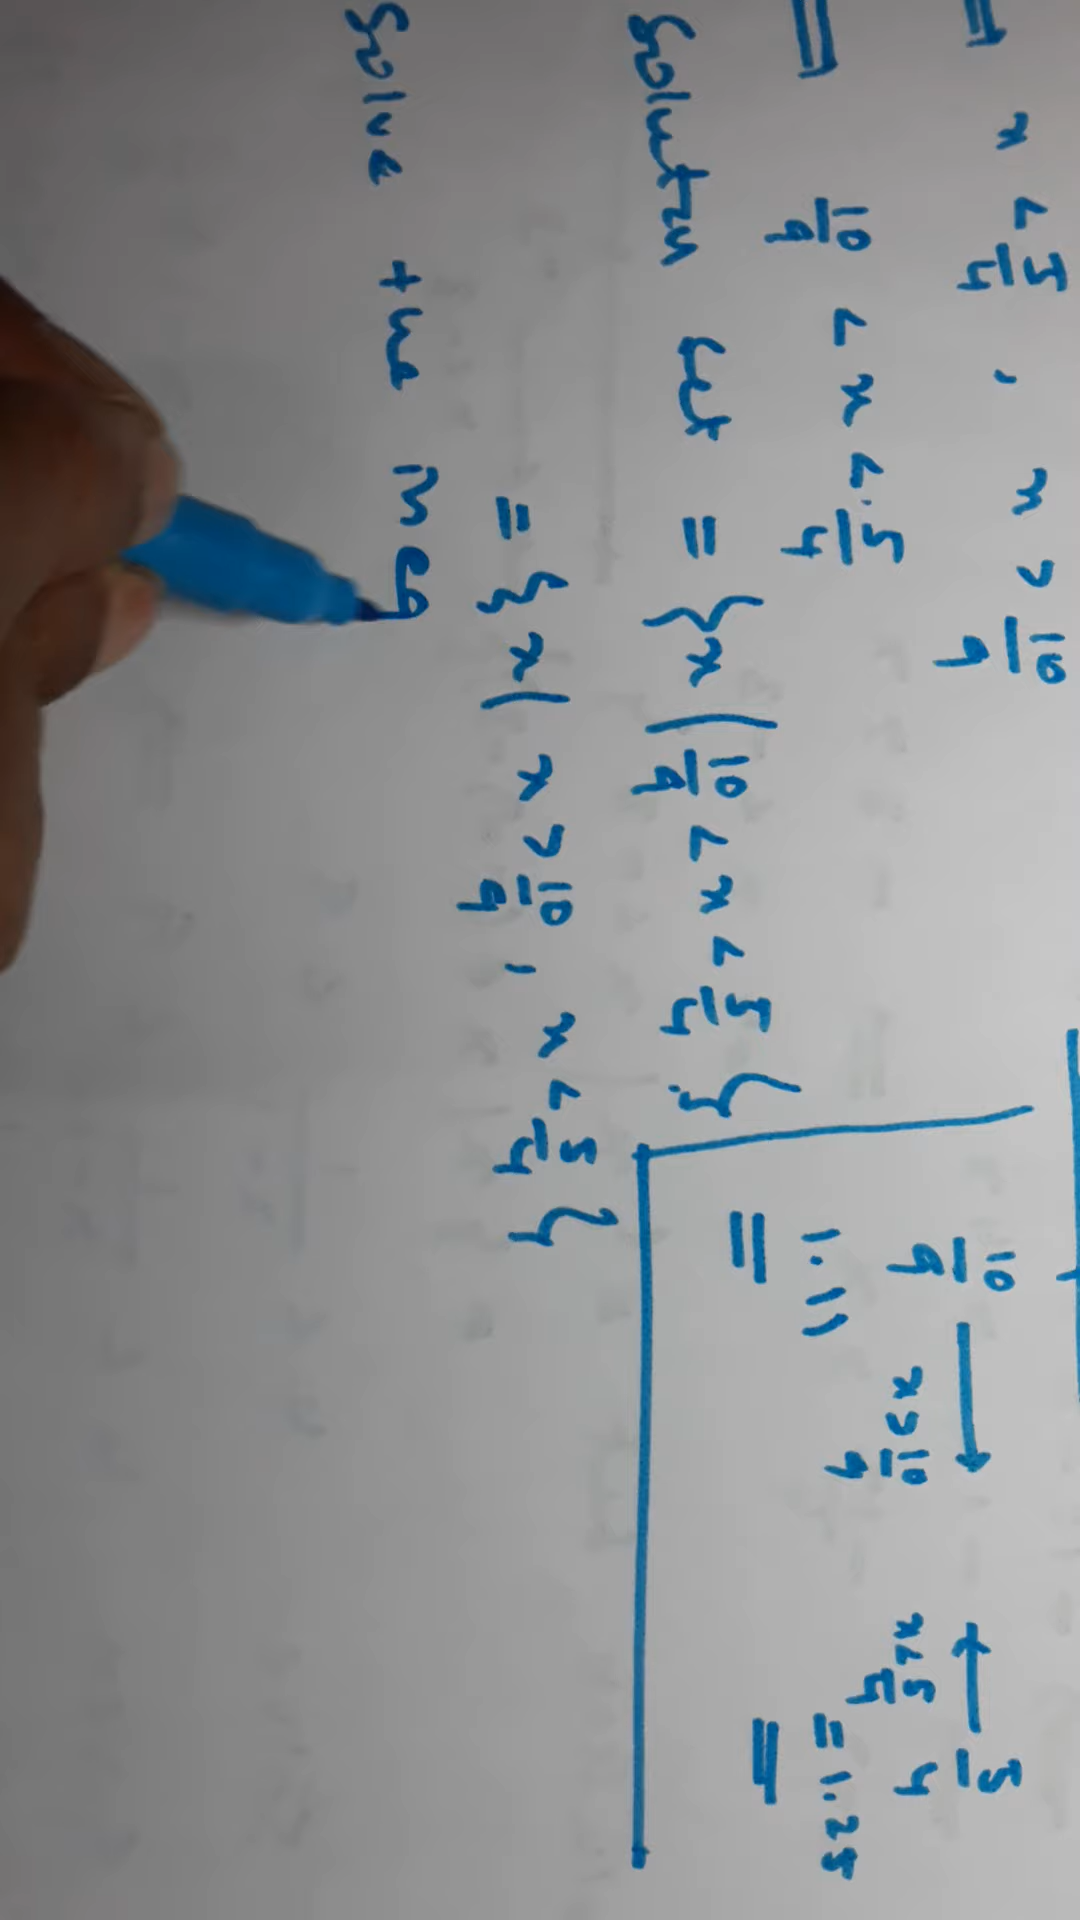 ⇒ x < 5/4 , x > 10/9
= 10/9 < x < 5/4
Solutin set = {x | 10/9 < x < 5/4}
= {x | x > 10/9 , x < 5/4}
Solve the ineq
10/9 → ← 5/4
x > 10/9 x < 5/4
1.11 = 1.25